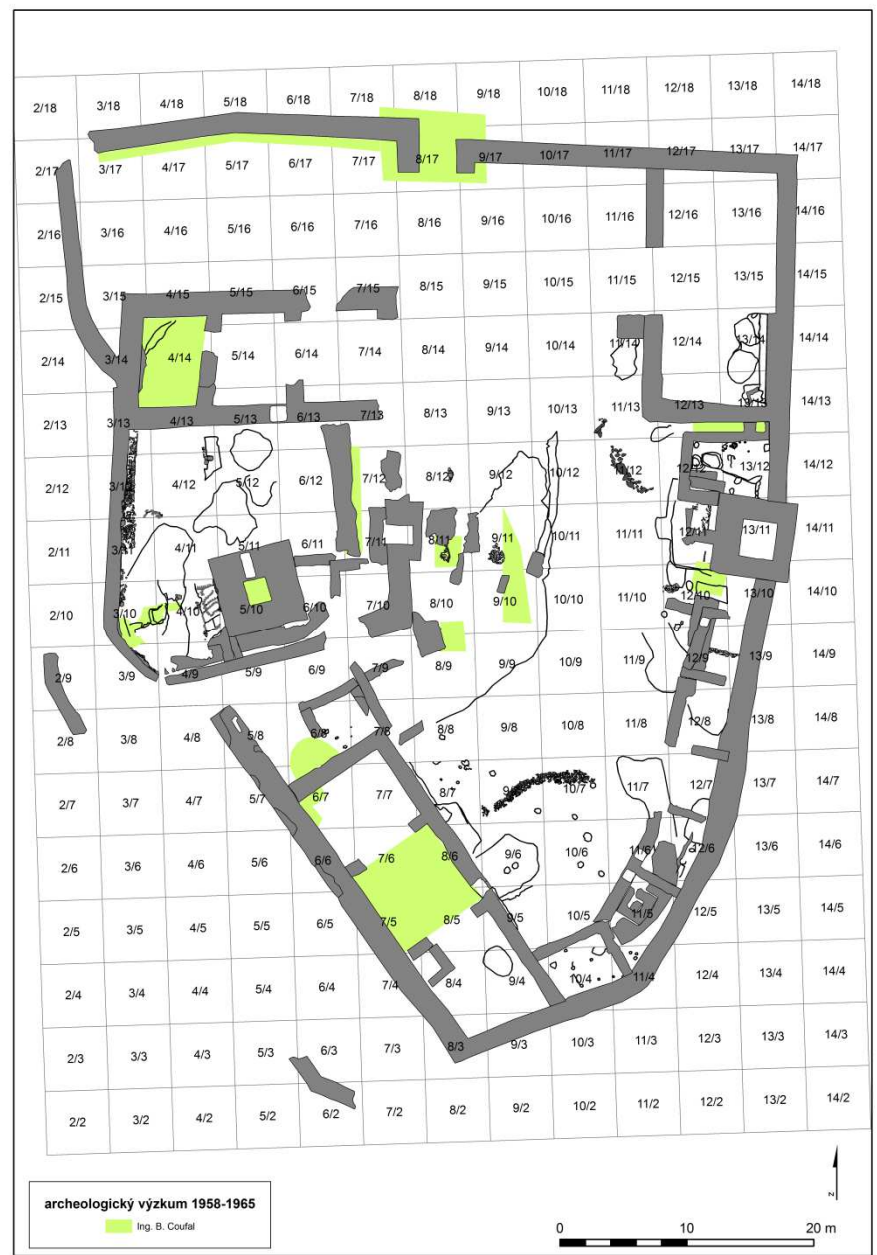 2/18 3/18 4/18 5/18 6/18 7/18 8/18 9/18 10/18 11/18 12/18 13/18 14/18
2/17 3/17 4/17 5/17 6/17 7/17 8/17 9/17 10/17 11/17 12/17 13/17 14/17
2/16 3/16 4/16 5/16 6/16 7/16 8/16 9/16 10/16 11/16 12/16 13/16 14/16
2/15 3/15 4/15 5/15 6/15 7/15 8/15 9/15 10/15 11/15 12/15 13/15 14/15
2/14 3/14 4/14 5/14 6/14 7/14 8/14 9/14 10/14 11/14 12/14 13/14 14/14
2/13 3/13 4/13 5/13 6/13 7/13 8/13 9/13 10/13 11/13 12/13 13/13 14/13
2/12 3/12 4/12 5/12 6/12 7/12 8/12 9/12 10/12 11/12 12/12 13/12 14/12
2/11 3/11 4/11 5/11 6/11 7/11 8/11 9/11 10/11 11/11 12/11 13/11 14/11
2/10 3/10 4/10 5/10 6/10 7/10 8/10 9/10 10/10 11/10 12/10 13/10 14/10
2/9 3/9 4/9 5/9 6/9 7/9 8/9 9/9 10/9 11/9 12/9 13/9 14/9
2/8 3/8 4/8 5/8 6/8 7/8 8/8 9/8 10/8 11/8 12/8 13/8 14/8
2/7 3/7 4/7 5/7 6/7 7/7 8/7 9/7 10/7 11/7 12/7 13/7 14/7
2/6 3/6 4/6 5/6 6/6 7/6 8/6 9/6 10/6 11/6 12/6 13/6 14/6
2/5 3/5 4/5 5/5 6/5 7/5 8/5 9/5 10/5 11/5 12/5 13/5 14/5
2/4 3/4 4/4 5/4 6/4 7/4 8/4 9/4 10/4 11/4 12/4 13/4 14/4
2/3 3/3 4/3 5/3 6/3 7/3 8/3 9/3 10/3 11/3 12/3 13/3 14/3
2/2 3/2 4/2 5/2 6/2 7/2 8/2 9/2 10/2 11/2 12/2 13/2 14/2
archeologický výzkum 1958-1965
Ing. B. Coufal
z
0 10 20 m